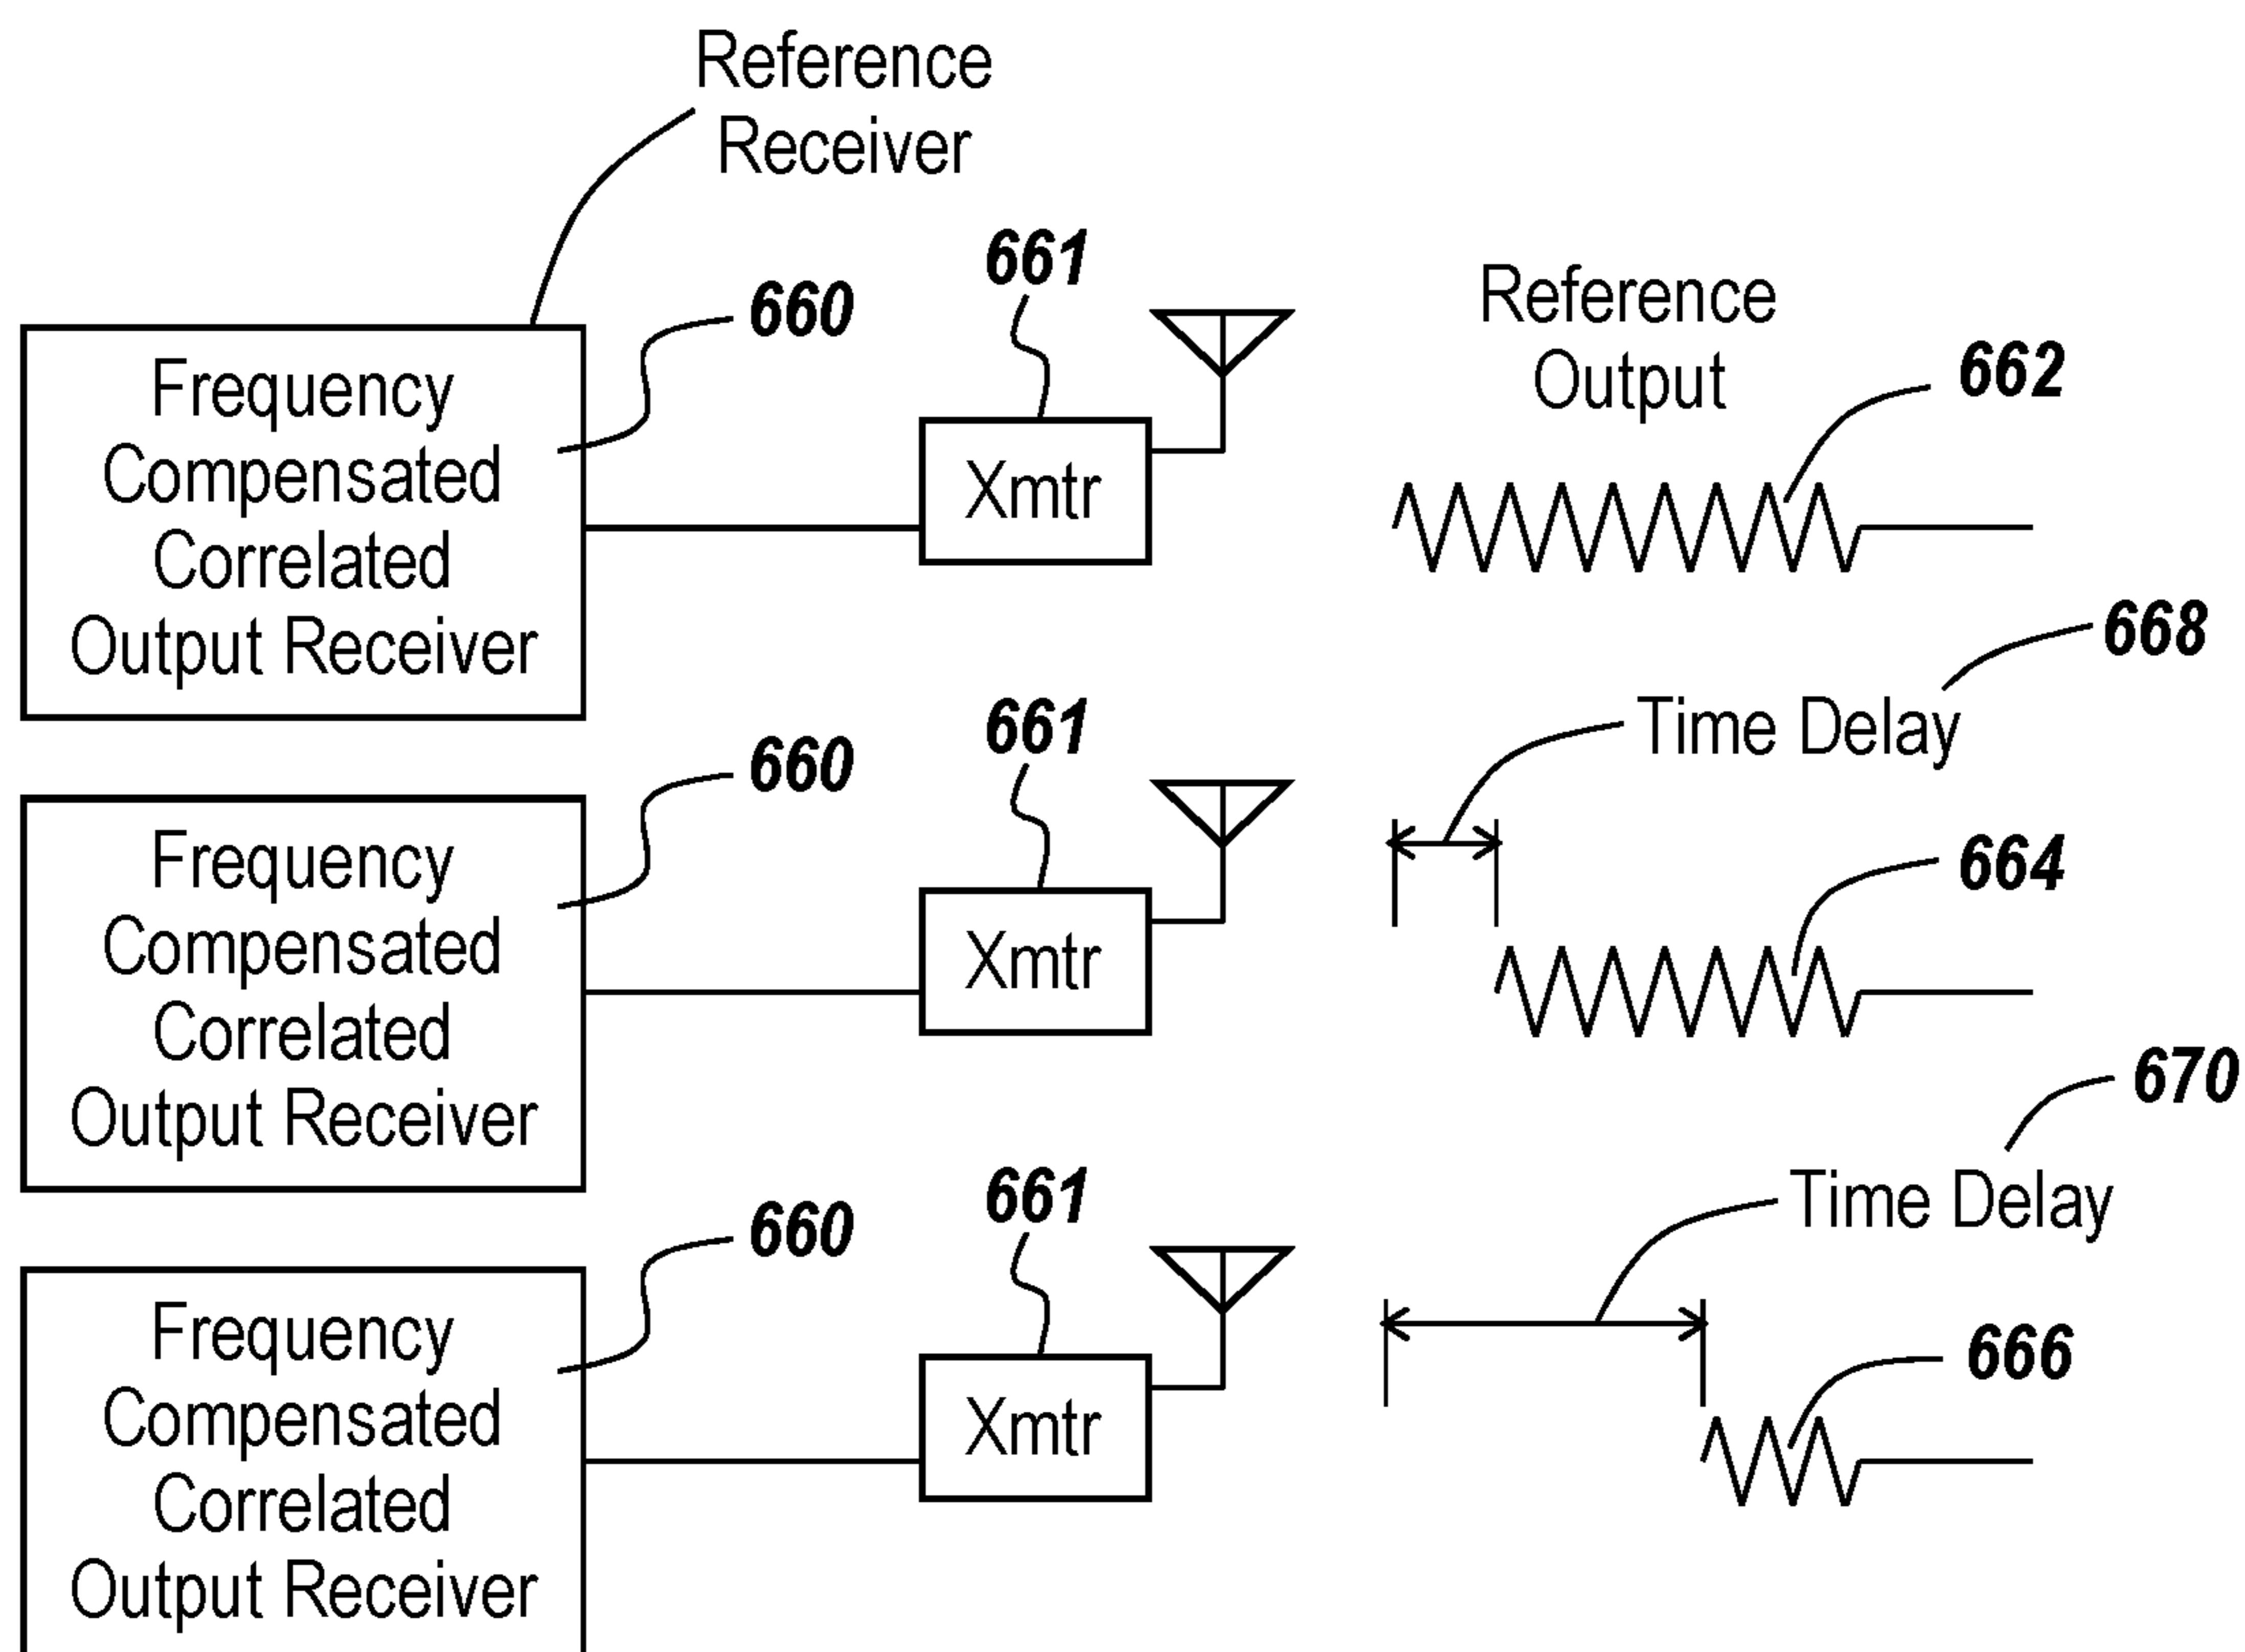 Reference
Receiver
660
661
Frequency
Compensated
Correlated
Output Receiver
Xmtr
Reference
Output
662
668
Time Delay
660
661
Frequency
Compensated
Correlated
Output Receiver
Xmtr
664
670
Time Delay
660
661
Frequency
Compensated
Correlated
Output Receiver
Xmtr
666